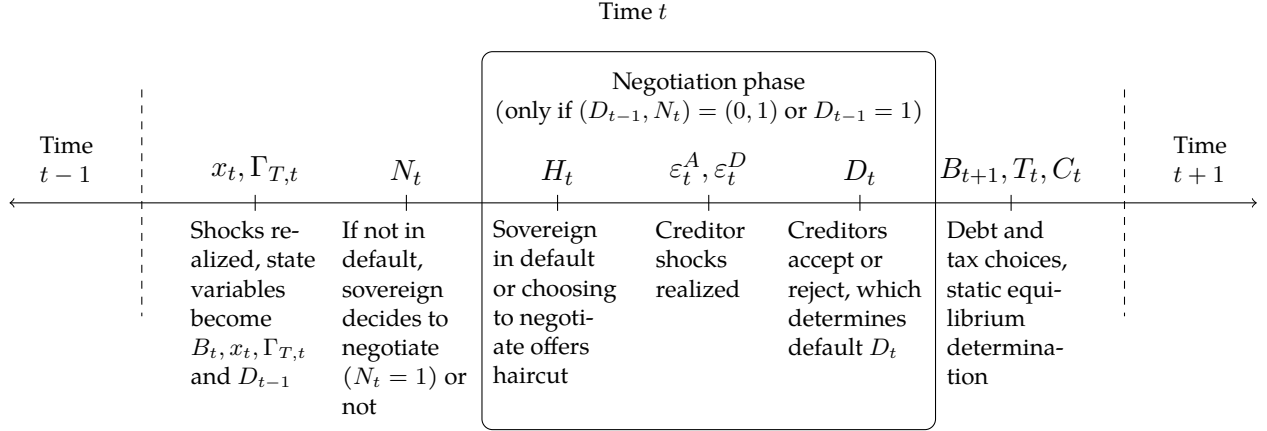 Time t
Negotiation phase
(only if (D_{t−1}, N_t) = (0, 1) or D_{t−1} = 1)
Time
t − 1
x_t, Γ_{T,t}
N_t
H_t
ε_t^A, ε_t^D
D_t
B_{t+1}, T_t, C_t
Time
t + 1
Shocks re-
alized, state
variables
become
B_t, x_t, Γ_{T,t}
and D_{t−1}
If not in
default,
sovereign
decides to
negotiate
(N_t = 1) or
not
Sovereign
in default
or choosing
to negoti-
ate offers
haircut
Creditor
shocks
realized
Creditors
accept or
reject, which
determines
default D_t
Debt and
tax choices,
static equi-
librium
determina-
tion